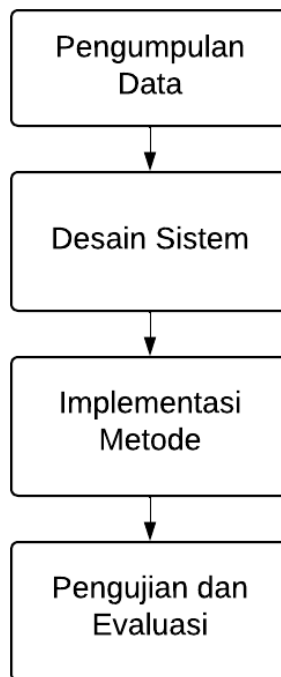 Pengumpulan
Data
Desain Sistem
Implementasi
Metode
Pengujian dan
Evaluasi